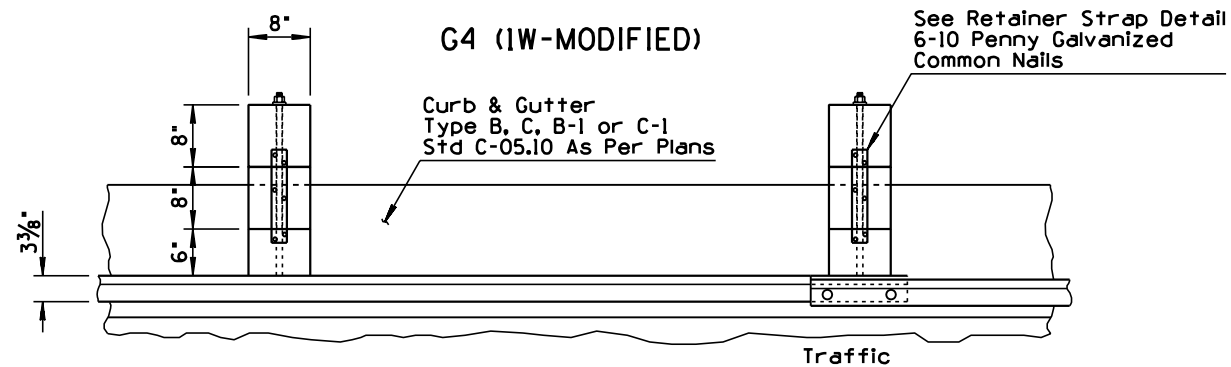 8"
G4 (1W-MODIFIED)
See Retainer Strap Detail
6-10 Penny Galvanized
Common Nails
Curb & Gutter
Type B, C, B-1 or C-1
Std C-05.10 As Per Plans
8"
8"
6"
3⅜"
Traffic